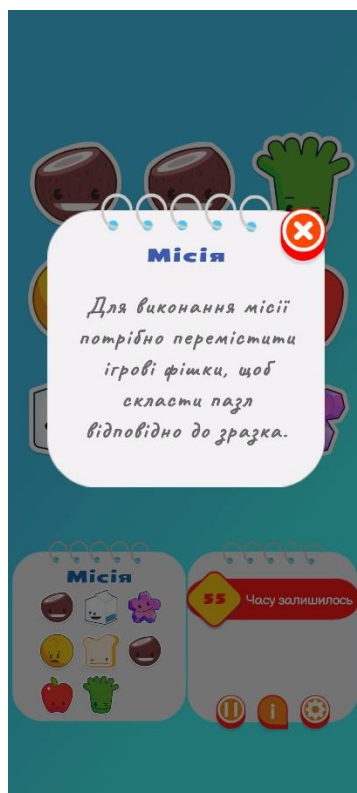 Місія
Для виконання місії
потрібно перемістити
ігрові фішки, щоб
скласти пазл
відповідно до зразка.
Місія
55 Часу залишилось
i